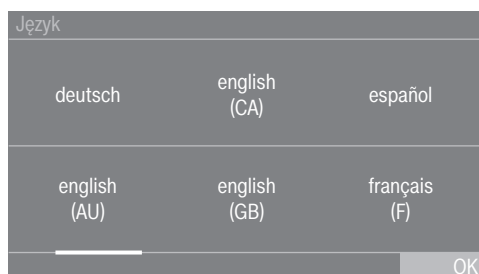 Język
deutsch
english
(CA)
español
english
(AU)
english
(GB)
français
(F)
OK